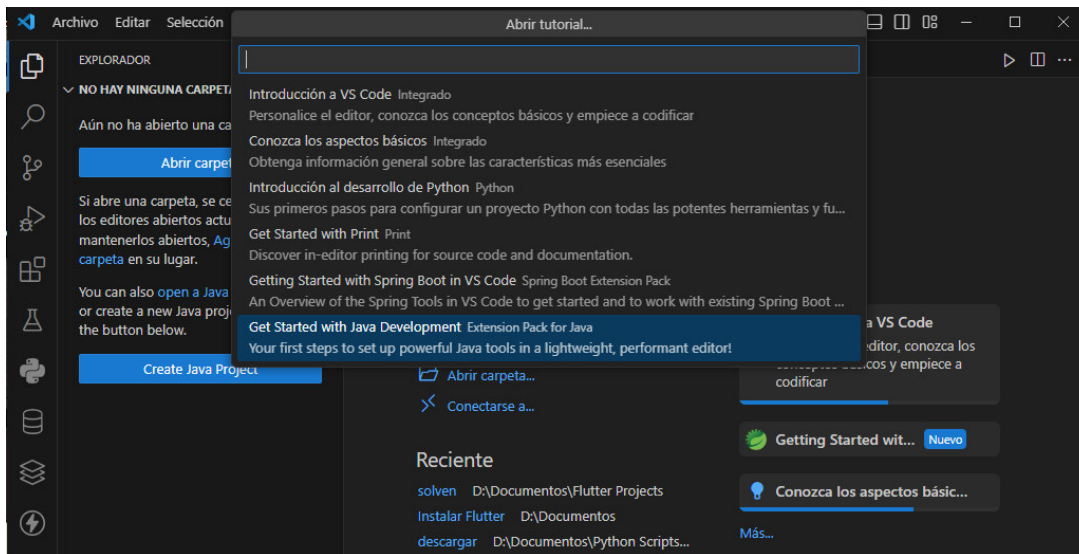 Archivo Editar Selección
Abrir tutorial...
EXPLORADOR
NO HAY NINGUNA CARPETA
Aún no ha abierto una ca
Abrir carpet
Si abre una carpeta, se ce
los editores abiertos actu
mantenerlos abiertos, Ag
carpeta en su lugar.
You can also open a Java
or create a new Java proj
the button below.
Create Java Project
Introducción a VS Code Integrado
Personalice el editor, conozca los conceptos básicos y empiece a codificar
Conozca los aspectos básicos Integrado
Obtenga información general sobre las características más esenciales
Introducción al desarrollo de Python Python
Sus primeros pasos para configurar un proyecto Python con todas las potentes herramientas y fu...
Get Started with Print Print
Discover in-editor printing for source code and documentation.
Getting Started with Spring Boot in VS Code Spring Boot Extension Pack
An Overview of the Spring Tools in VS Code to get started and to work with existing Spring Boot ...
Get Started with Java Development Extension Pack for Java
Your first steps to set up powerful Java tools in a lightweight, performant editor!
Abrir carpeta...
Conectarse a...
Reciente
solven D:\Documentos\Flutter Projects
Instalar Flutter D:\Documentos
descargar D:\Documentos\Python Scripts...
a VS Code
editor, conozca los
conceptos básicos y empiece a
codificar
Getting Started wit... Nuevo
Conozca los aspectos básic...
Más...